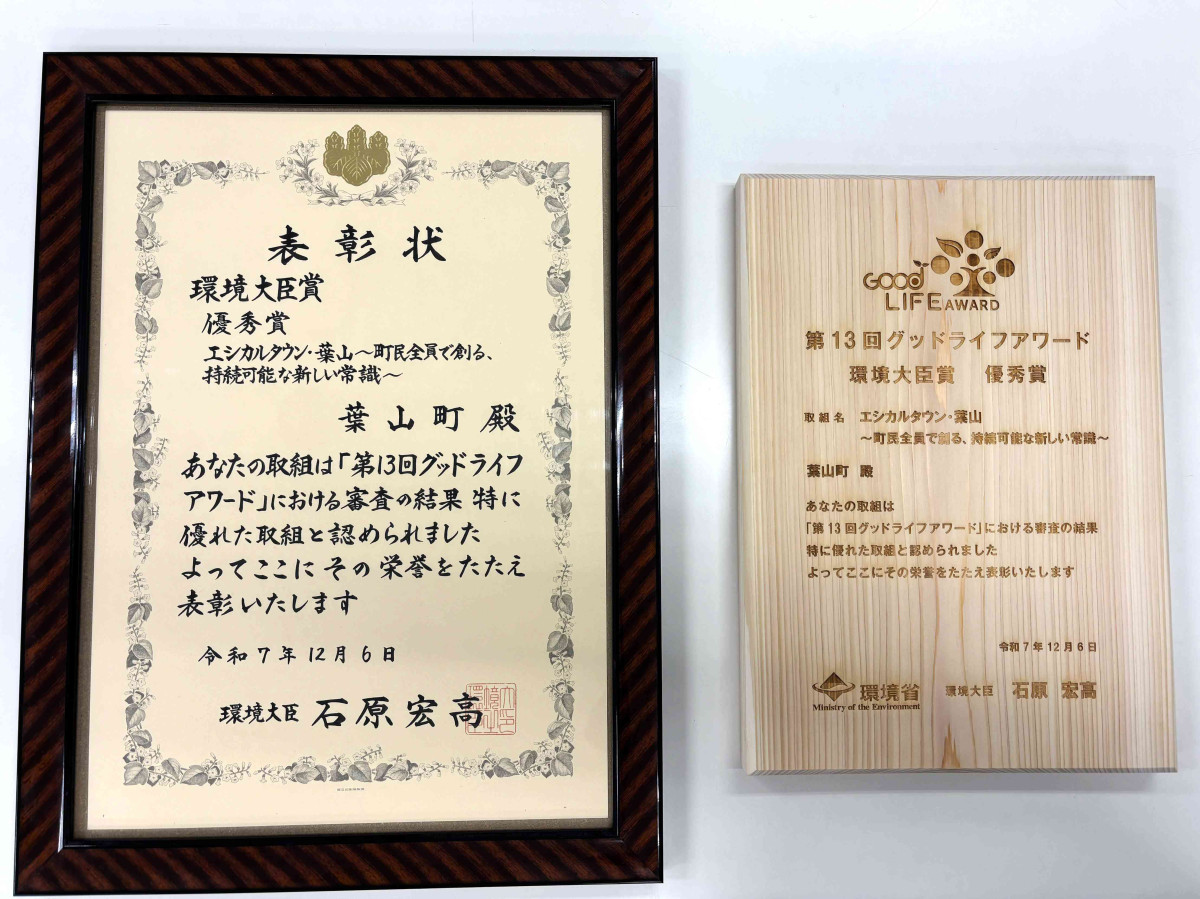 表彰状
環境大臣賞
優秀賞
エシカルタウン・葉山〜町民全員で創る、
持続可能な新しい常識〜
葉山町 殿
あなたの取組は「第13回グッドライフ
アワード」における審査の結果 特に
優れた取組と認められました
よってここに その栄誉をたたえ
表彰いたします
令和7年12月6日
環境大臣 石原宏高
GOOD
LIFE AWARD
第13回グッドライフアワード
環境大臣賞 優秀賞
取組名 エシカルタウン・葉山
〜町民全員で創る、持続可能な新しい常識〜
葉山町 殿
あなたの取組は
「第13回グッドライフアワード」における審査の結果
特に優れた取組と認められました
よってここにその栄誉をたたえ表彰いたします
令和7年12月6日
環境省 環境大臣 石原 宏高
Ministry of the Environment